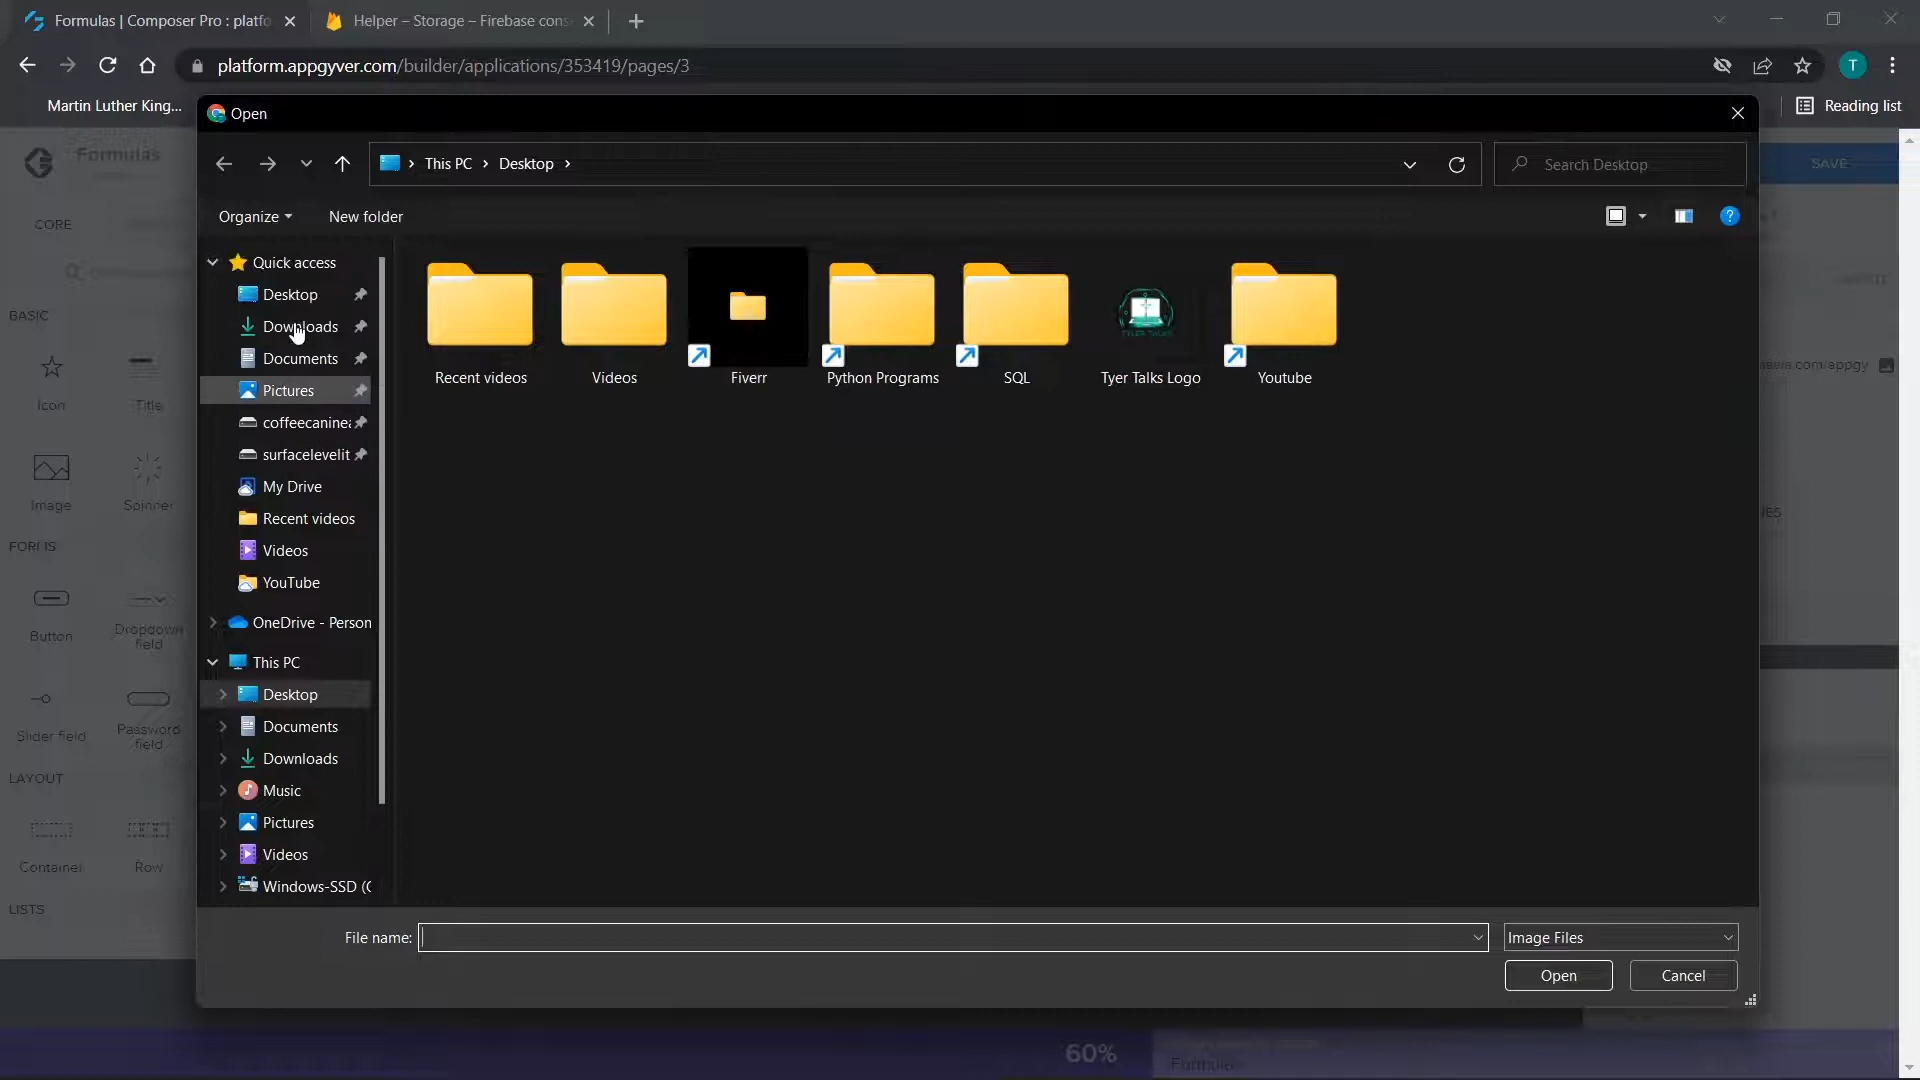 Formulas | Composer Pro : platfo
Helper – Storage – Firebase cons
platform.appgyver.com/builder/applications/353419/pages/3
T
Martin Luther King...
Reading list
Open
Formulas
SAVE
This PC
Desktop
Search Desktop
Organize
New folder
CORE
Quick access
Desktop
Downloads
Documents
Pictures
coffeecaninea
surfacelevelit
My Drive
Recent videos
Videos
YouTube
OneDrive - Person
This PC
Desktop
Documents
Downloads
Music
Pictures
Videos
Windows-SSD (C
Recent videos
Videos
Fiverr
Python Programs
SQL
Tyer Talks Logo
Youtube
TYLER TALKS
BASIC
Icon
Title
Image
Spinner
FORMS
Button
Dropdown
field
Slider field
Password
field
LAYOUT
Container
Row
LISTS
File name:
Image Files
Open
Cancel
60%
Formulas